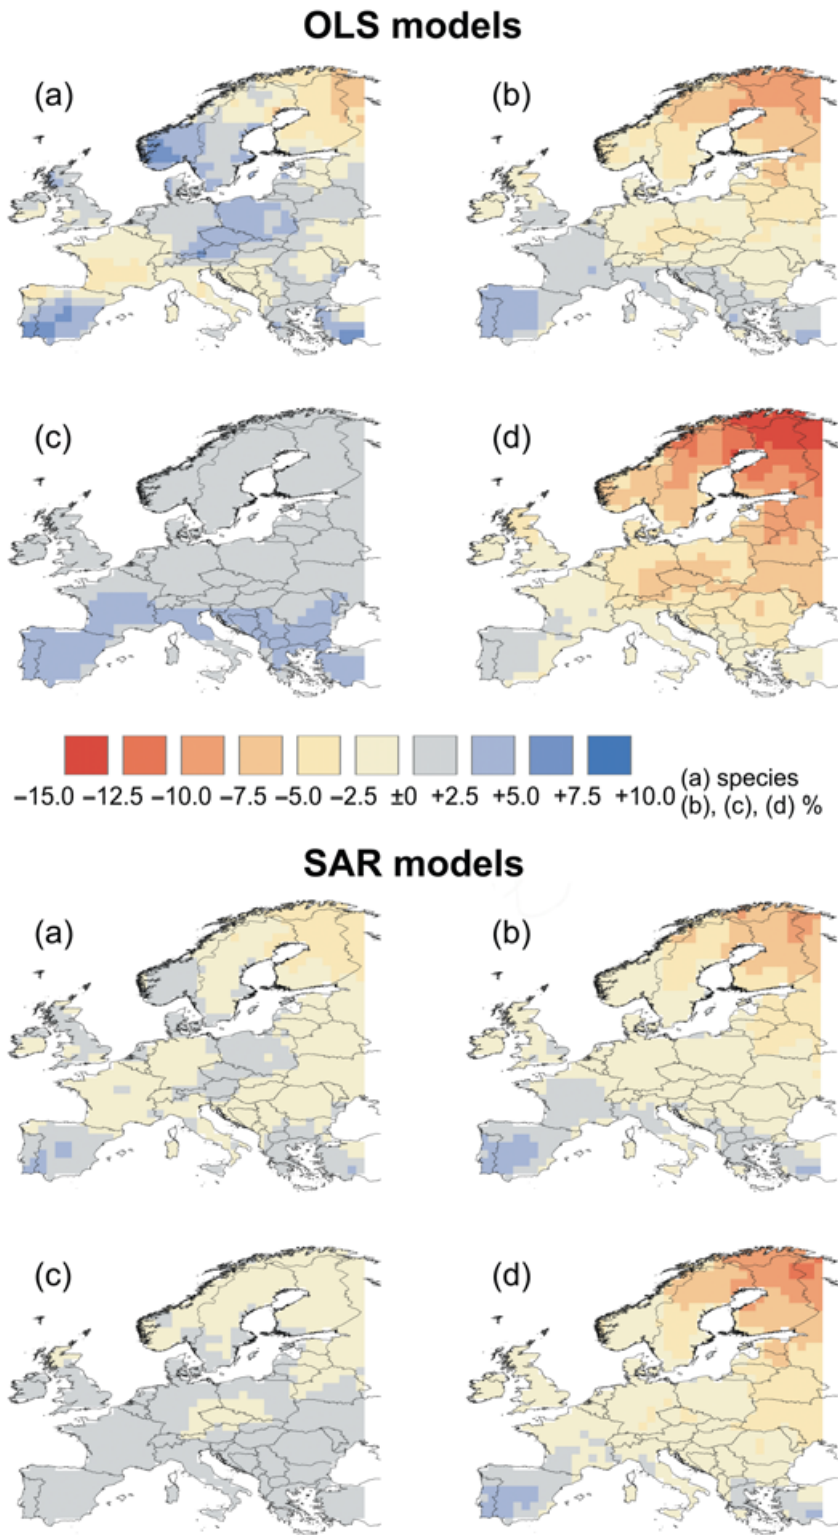 OLS models
(a)
(b)
(c)
(d)
−15.0 −12.5 −10.0 −7.5 −5.0 −2.5 ±0 +2.5 +5.0 +7.5 +10.0
(a) species
(b), (c), (d) %
SAR models
(a)
(b)
(c)
(d)